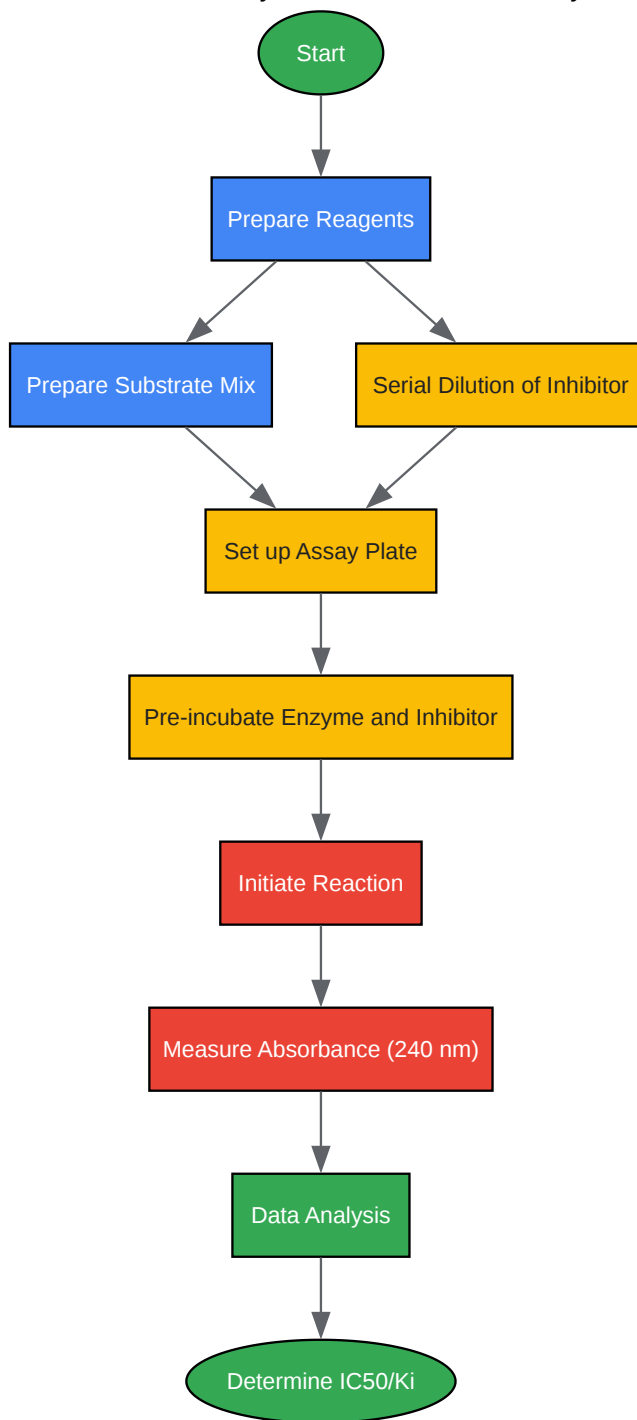 Start
Prepare Reagents
Prepare Substrate Mix
Serial Dilution of Inhibitor
Set up Assay Plate
Pre-incubate Enzyme and Inhibitor
Initiate Reaction
Measure Absorbance (240 nm)
Data Analysis
Determine IC50/Ki